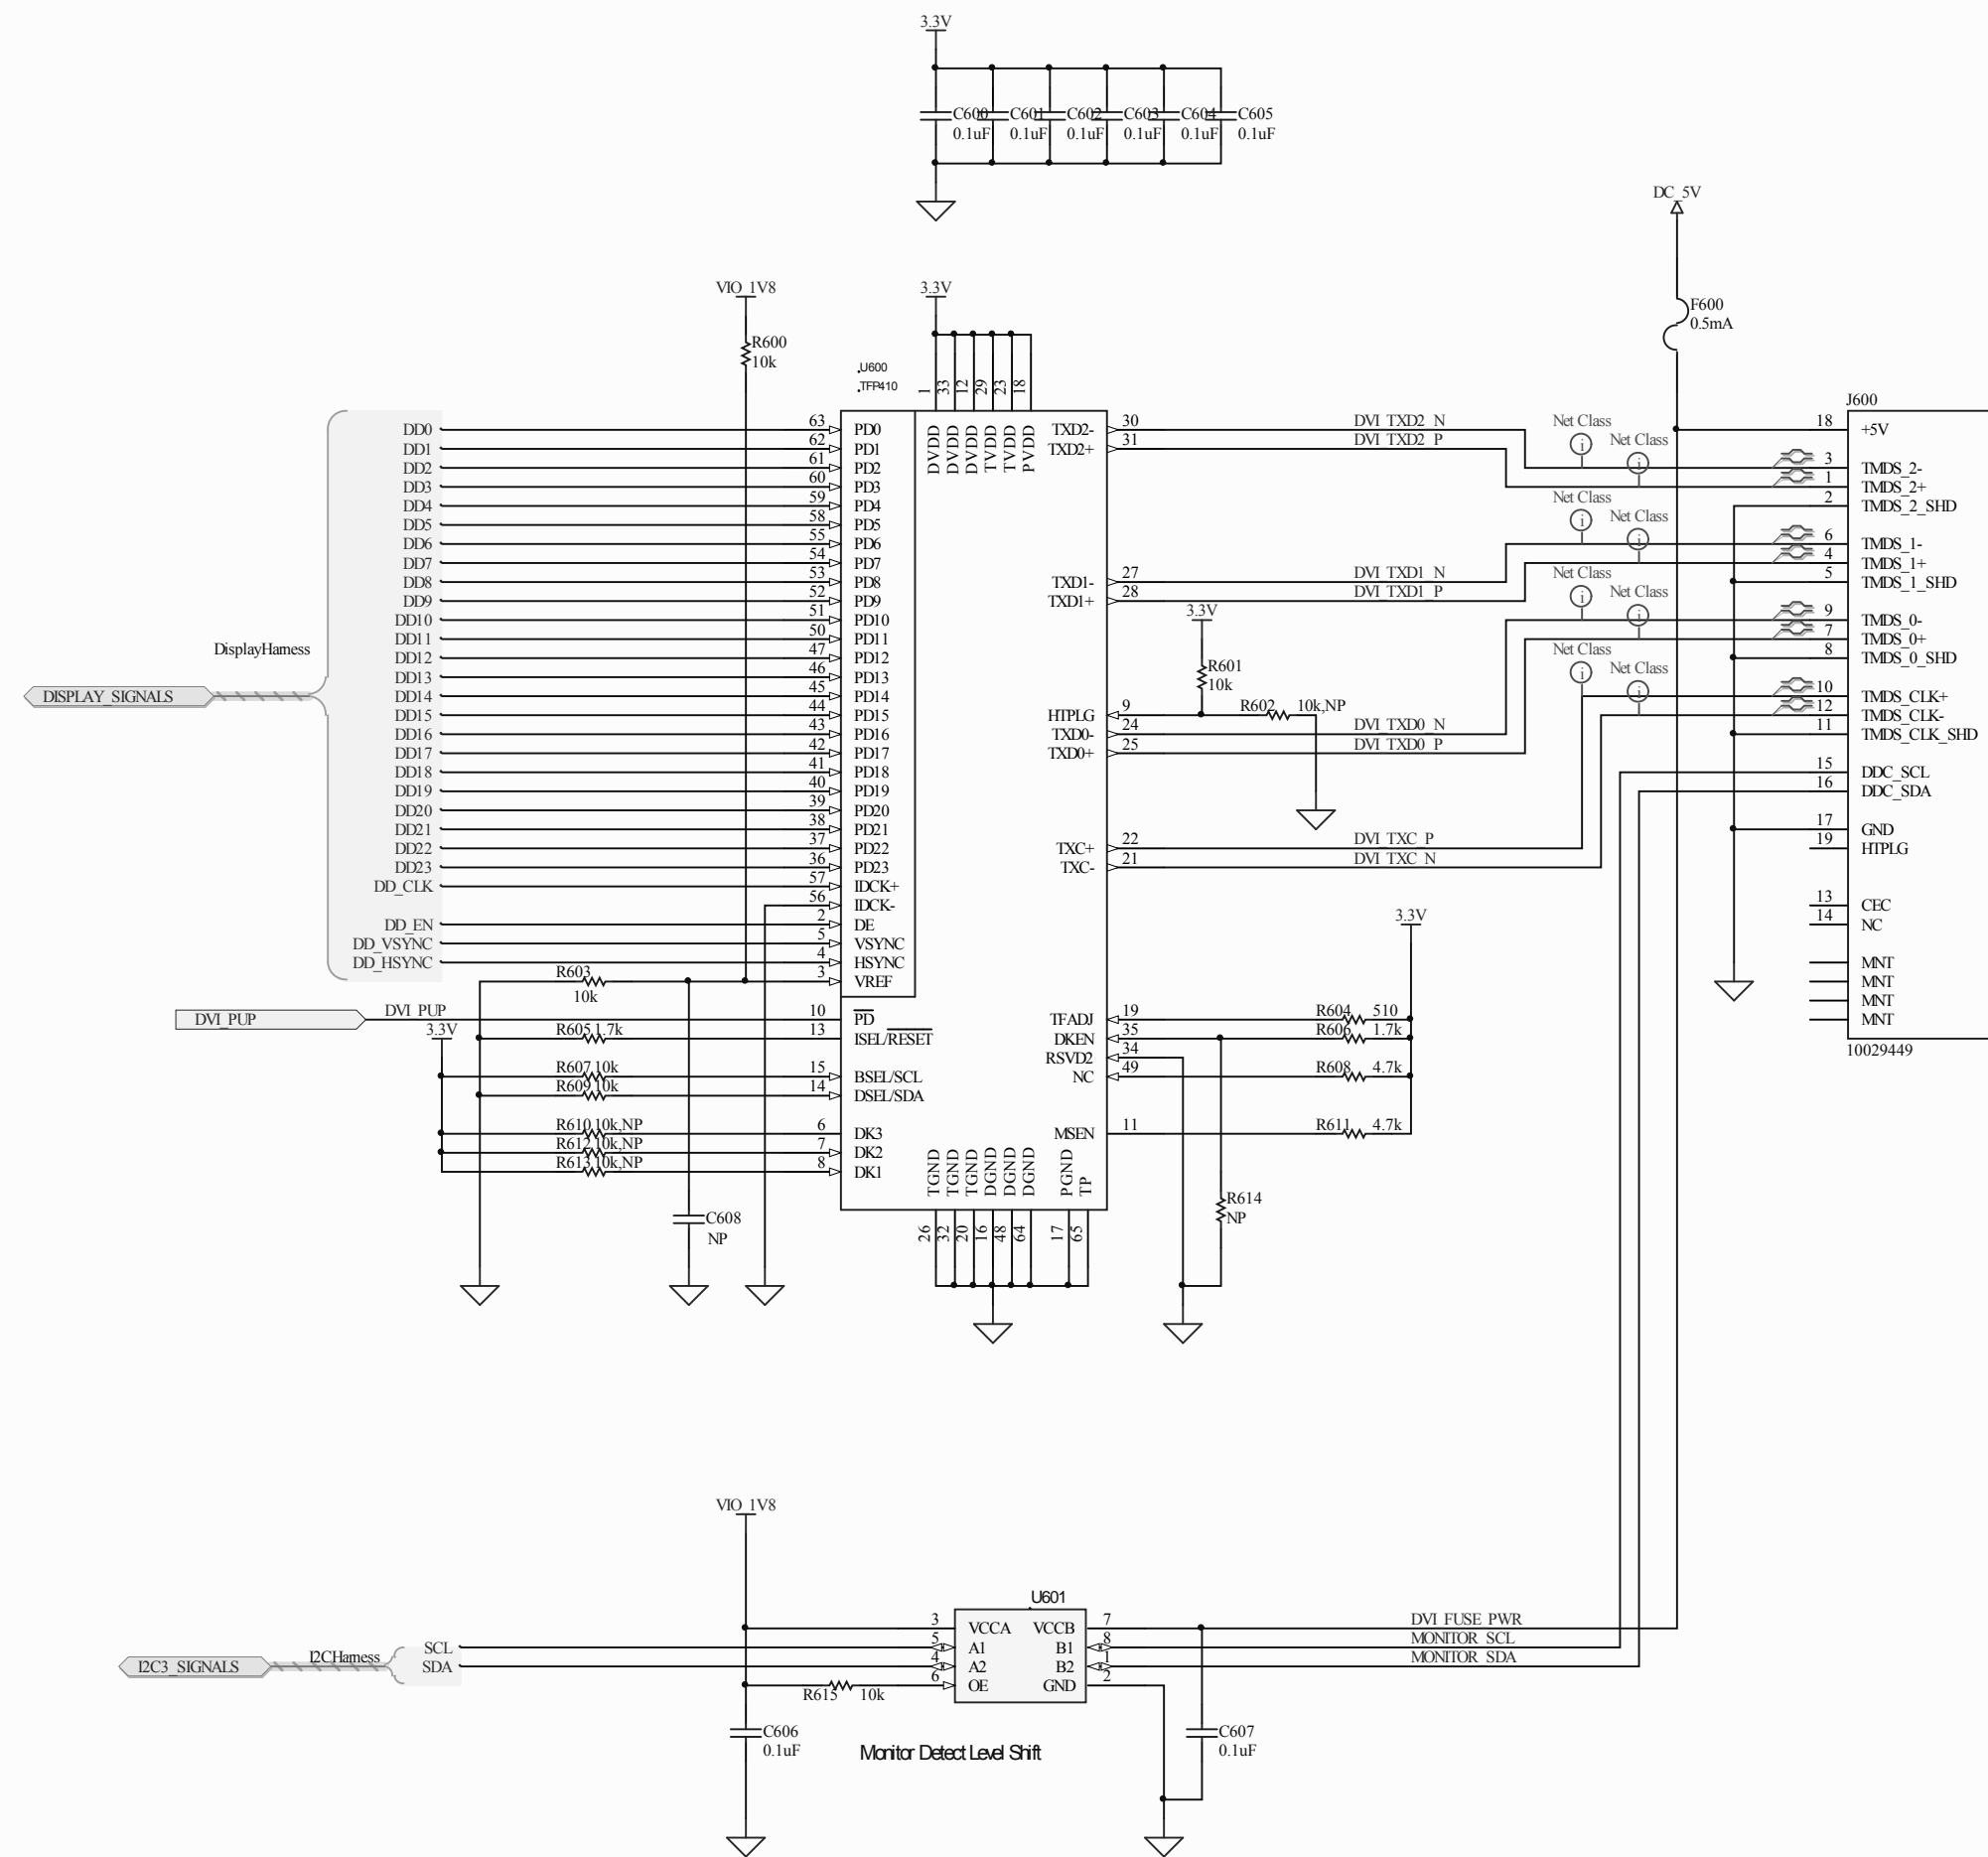 3.3V
C600 C601 C602 C603 C604 C605
0.1uF 0.1uF 0.1uF 0.1uF 0.1uF 0.1uF
DC_5V
F600
0.5mA
VIO_1V8
R600
10k
3.3V
.U600
.TFP410
1 33 12 29 23 18
DVDD DVDD DVDD TVDD TVDD PVDD
DisplayHarness
DISPLAY_SIGNALS
DD0 63 PD0
DD1 62 PD1
DD2 61 PD2
DD3 60 PD3
DD4 59 PD4
DD5 58 PD5
DD6 55 PD6
DD7 54 PD7
DD8 53 PD8
DD9 52 PD9
DD10 51 PD10
DD11 50 PD11
DD12 47 PD12
DD13 46 PD13
DD14 45 PD14
DD15 44 PD15
DD16 43 PD16
DD17 42 PD17
DD18 41 PD18
DD19 40 PD19
DD20 39 PD20
DD21 38 PD21
DD22 37 PD22
DD23 36 PD23
DD_CLK 57 IDCK+
56 IDCK-
DD_EN 2 DE
DD_VSYNC 5 VSYNC
DD_HSYNC 4 HSYNC
R603 10k 3 VREF
DVI_PUP DVI_PUP 10 PD
3.3V
R605 1.7k 13 ISEL/RESET
R607 10k 15 BSEL/SCL
R609 10k 14 DSEL/SDA
R610 10k,NP 6 DK3
R612 10k,NP 7 DK2
R613 10k,NP 8 DK1
C608
NP
TXD2- 30 DVI_TXD2_N
TXD2+ 31 DVI_TXD2_P
TXD1- 27 DVI_TXD1_N
TXD1+ 28 DVI_TXD1_P
3.3V
R601
10k
HTPLG 9 R602 10k,NP
TXD0- 24 DVI_TXD0_N
TXD0+ 25 DVI_TXD0_P
TXC+ 22 DVI_TXC_P
TXC- 21 DVI_TXC_N
3.3V
TFADJ 19 R604 510
DKEN 35 R606 1.7k
RSVD2 34
NC 49 R608 4.7k
MSEN 11 R611 4.7k
R614
NP
TGND TGND TGND DGND DGND DGND PGND TP
26 32 20 16 48 64 17 65
Net Class i Net Class i
Net Class i Net Class i
Net Class i Net Class i
Net Class i Net Class i
J600
18 +5V
3 TMDS_2-
1 TMDS_2+
2 TMDS_2_SHD
6 TMDS_1-
4 TMDS_1+
5 TMDS_1_SHD
9 TMDS_0-
7 TMDS_0+
8 TMDS_0_SHD
10 TMDS_CLK+
12 TMDS_CLK-
11 TMDS_CLK_SHD
15 DDC_SCL
16 DDC_SDA
17 GND
19 HTPLG
13 CEC
14 NC
MNT
MNT
MNT
MNT
10029449
VIO_1V8
U601
3 VCCA VCCB 7 DVI_FUSE_PWR
I2C3_SIGNALS I2CHarness
SCL 5 A1 B1 8 MONITOR_SCL
SDA 4 A2 B2 1 MONITOR_SDA
R615 10k 6 OE GND 2
C606
0.1uF
Monitor Detect Level Shift
C607
0.1uF